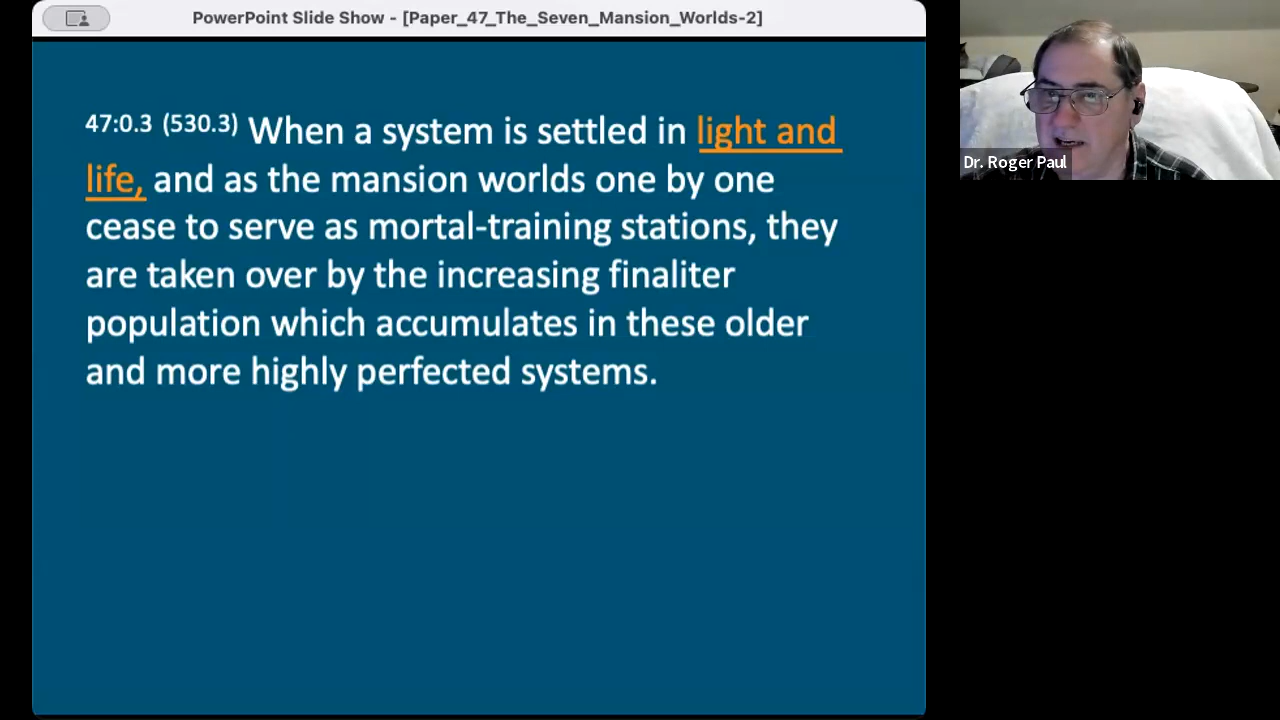 PowerPoint Slide Show - [Paper_47_The_Seven_Mansion_Worlds-2]
47:0.3 (530.3) When a system is settled in light and
life, and as the mansion worlds one by one
cease to serve as mortal-training stations, they
are taken over by the increasing finaliter
population which accumulates in these older
and more highly perfected systems.
Dr. Roger Paul